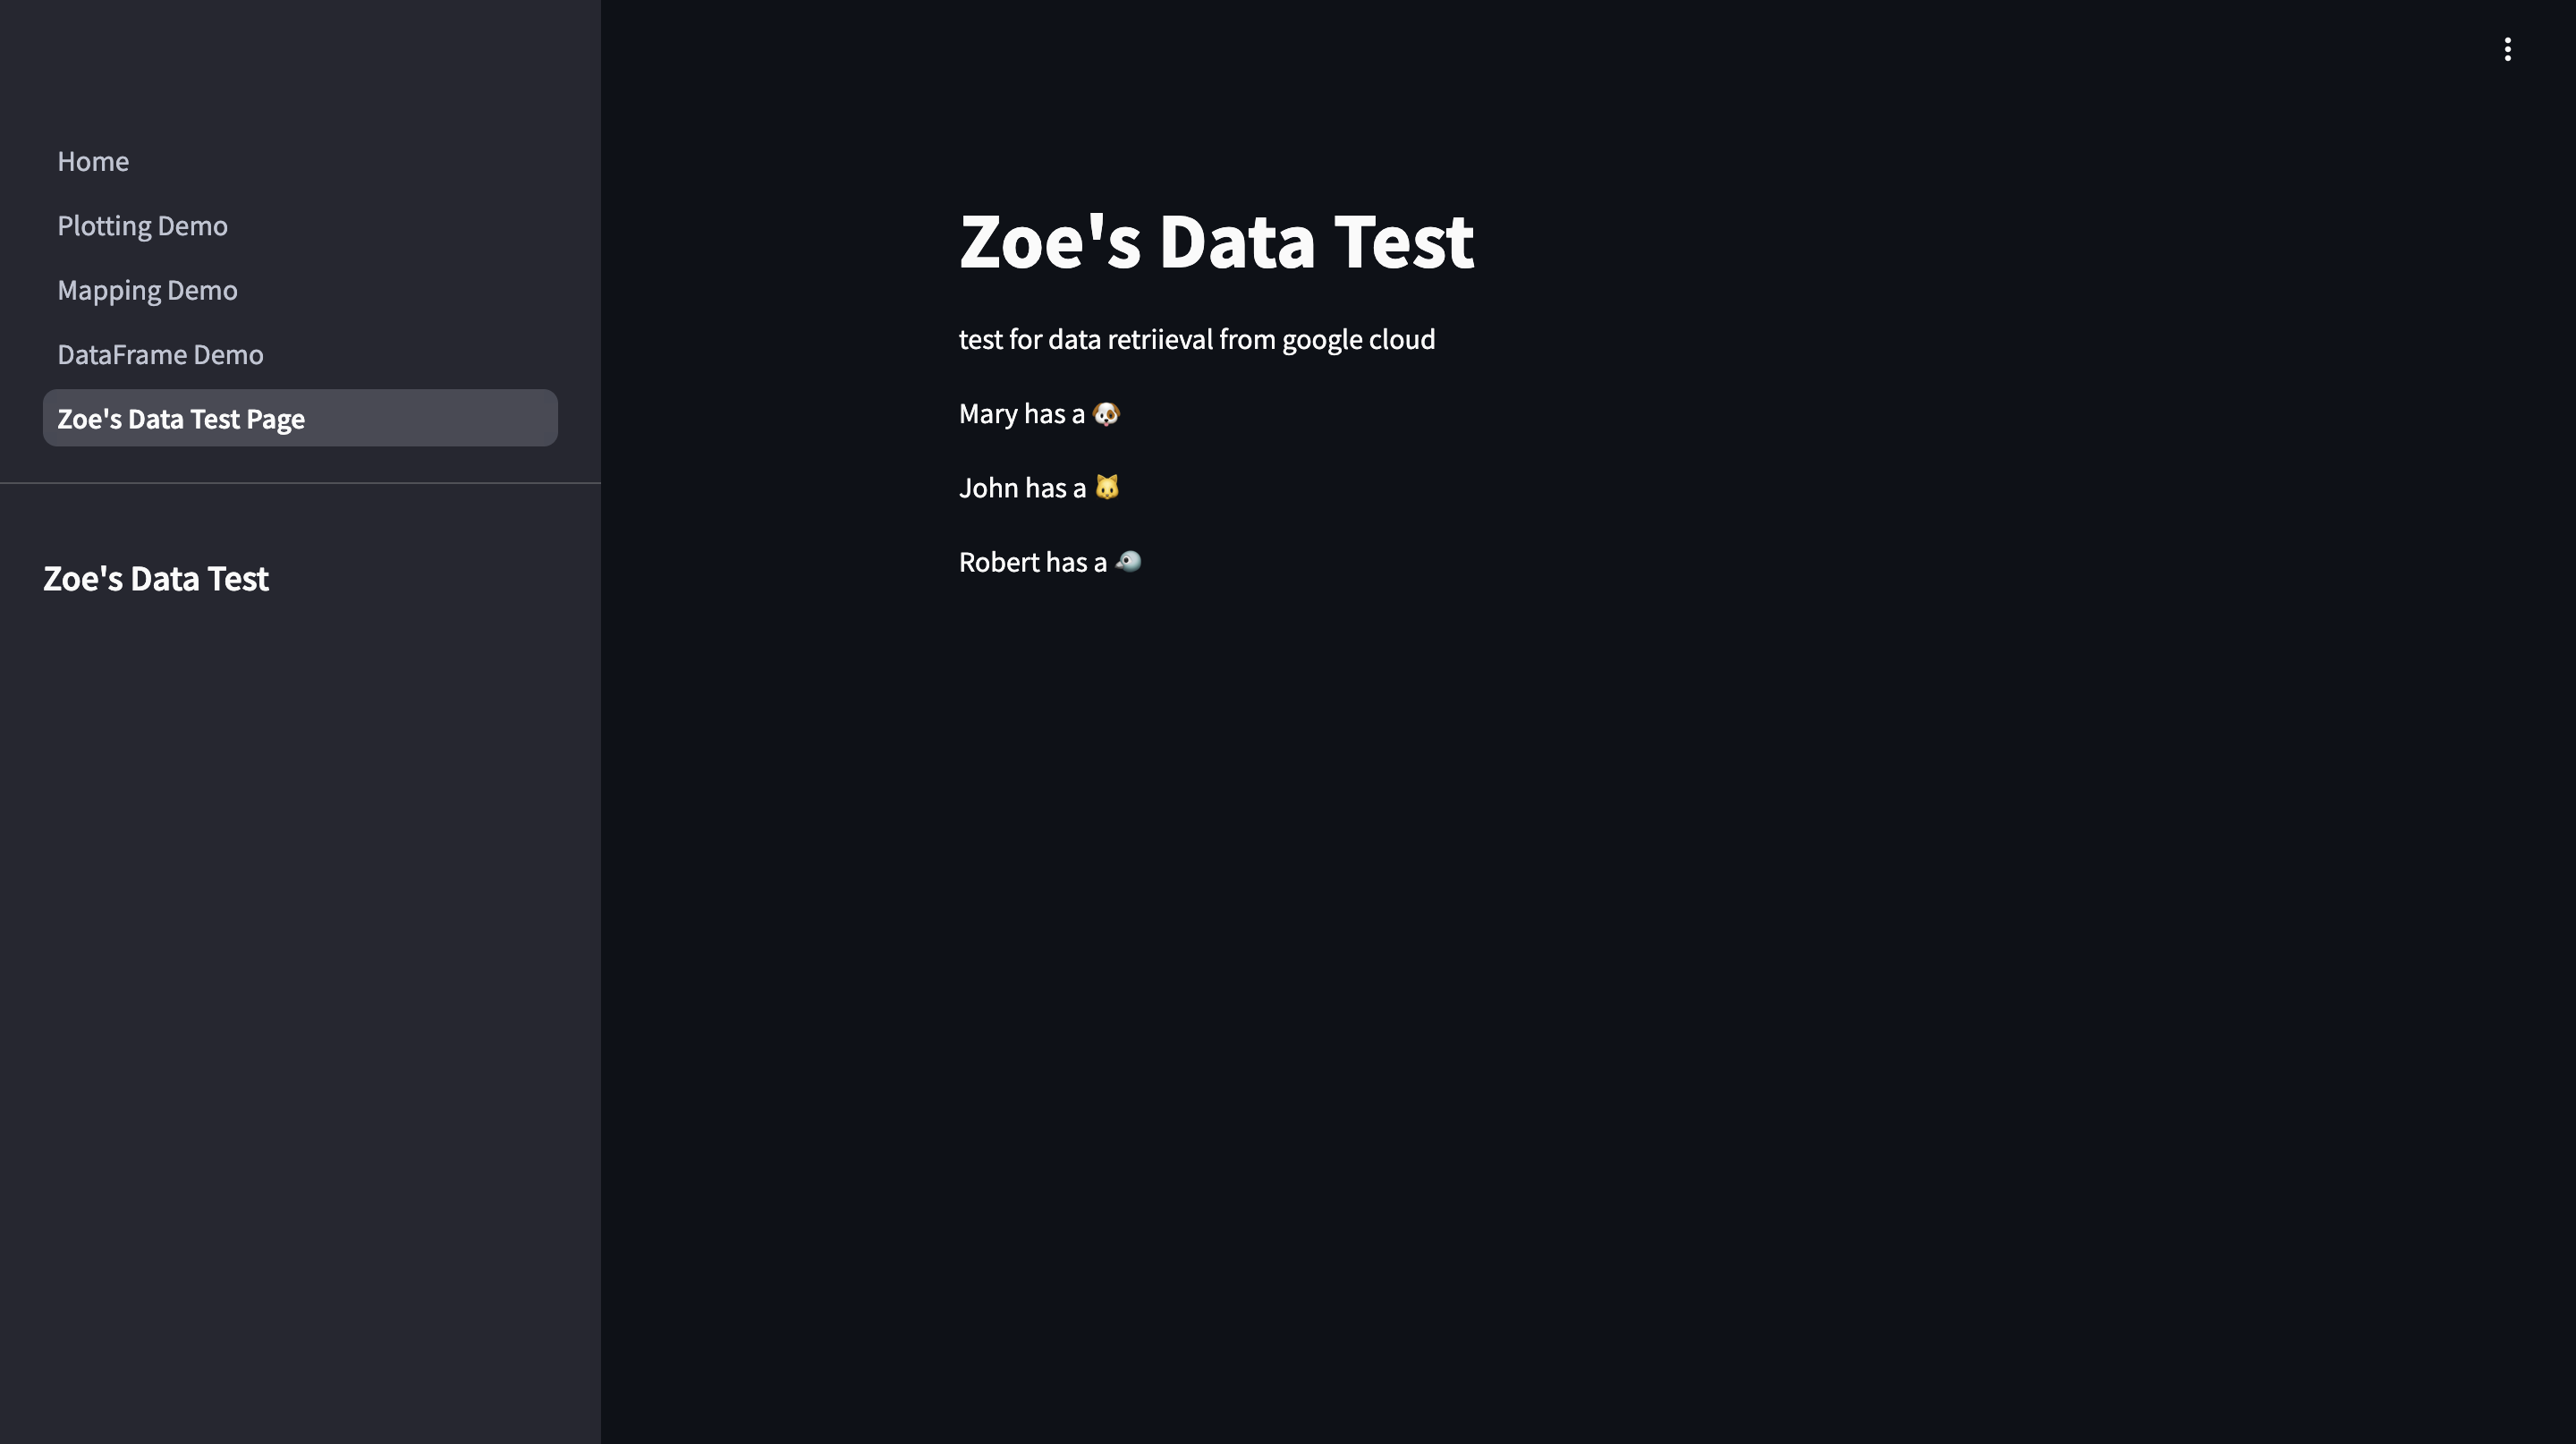 Home
Plotting Demo
Mapping Demo
DataFrame Demo
Zoe's Data Test Page
Zoe's Data Test
Zoe's Data Test
test for data retriieval from google cloud
Mary has a 🐶
John has a 🐱
Robert has a 🐦